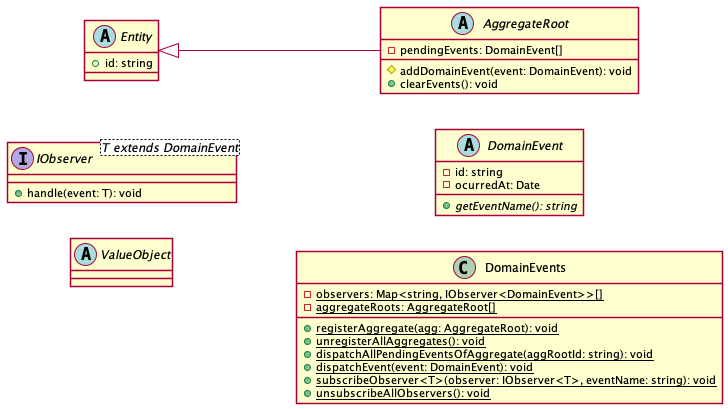 A Entity
id: string
A AggregateRoot
pendingEvents: DomainEvent[]
addDomainEvent(event: DomainEvent): void
clearEvents(): void
I IObserver
T extends DomainEvent
handle(event: T): void
A DomainEvent
id: string
ocurredAt: Date
getEventName(): string
A ValueObject
C DomainEvents
observers: Map<string, IObserver<DomainEvent>>[]
aggregateRoots: AggregateRoot[]
registerAggregate(agg: AggregateRoot): void
unregisterAllAggregates(): void
dispatchAllPendingEventsOfAggregate(aggRootId: string): void
dispatchEvent(event: DomainEvent): void
subscribeObserver<T>(observer: IObserver<T>, eventName: string): void
unsubscribeAllObservers(): void